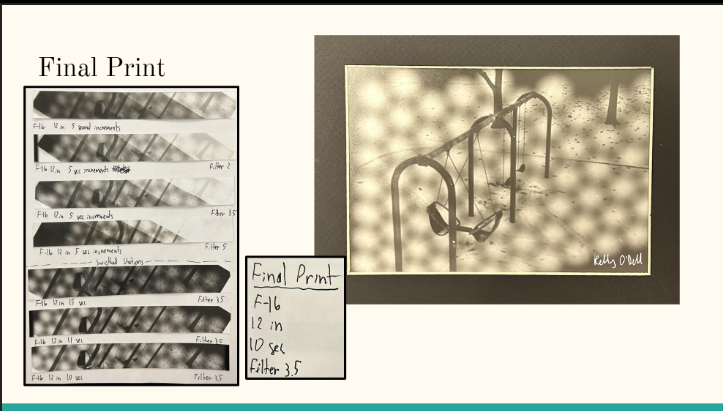 Final Print
F-16 12 in 5 second increments
F-16 12 in 5 sec increments
Filter 2
F-16 12 in 5 sec increments
Filter 3.5
F-16 12 in 5 sec increments
Filter 5
Switched Stations
F-16 12 in 15 sec
Filter 3.5
F-16 12 in 11 sec
Filter 3.5
F-16 12 in 10 sec
Filter 3.5
Final Print
F-16
12 in
10 sec
Filter 3.5
Kelly O'Dell